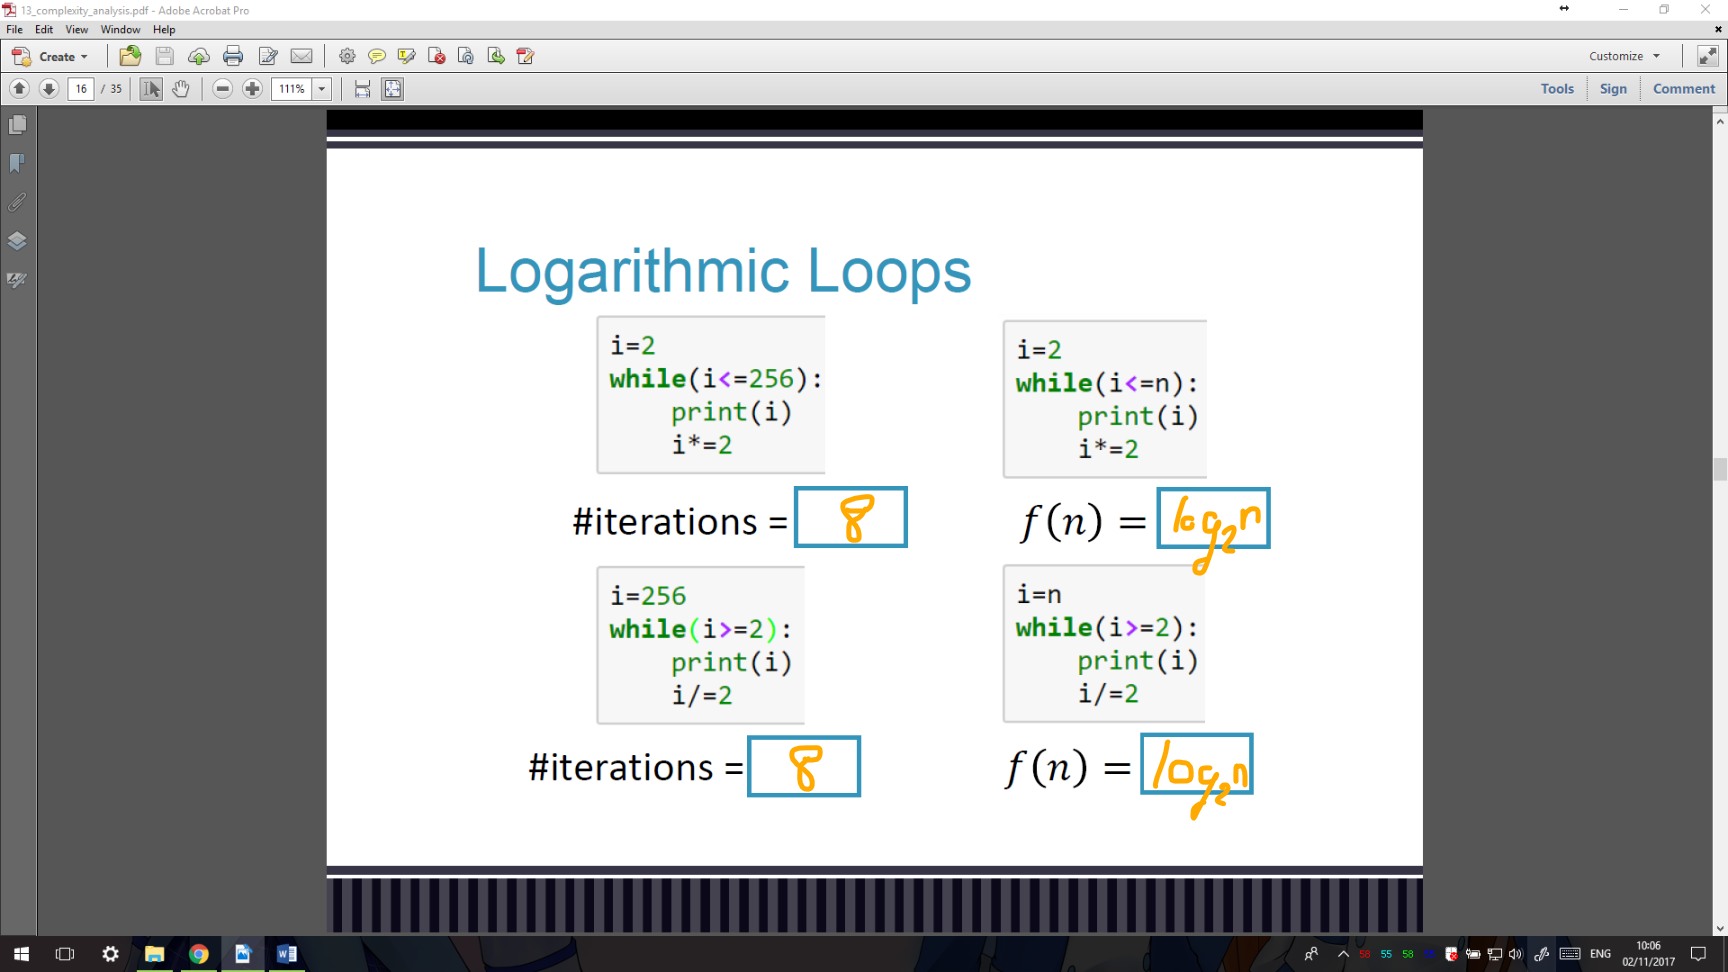 13_complexity_analysis.pdf - Adobe Acrobat Pro
File Edit View Window Help
Create
Customize
16 / 35
111%
Tools Sign Comment
Logarithmic Loops
i=2
while(i<=256):
print(i)
i*=2
#iterations = 8
i=2
while(i<=n):
print(i)
i*=2
f(n) = log₂n
i=256
while(i>=2):
print(i)
i/=2
#iterations = 8
i=n
while(i>=2):
print(i)
i/=2
f(n) = log₂n
58 55 58
ENG
10:06
02/11/2017